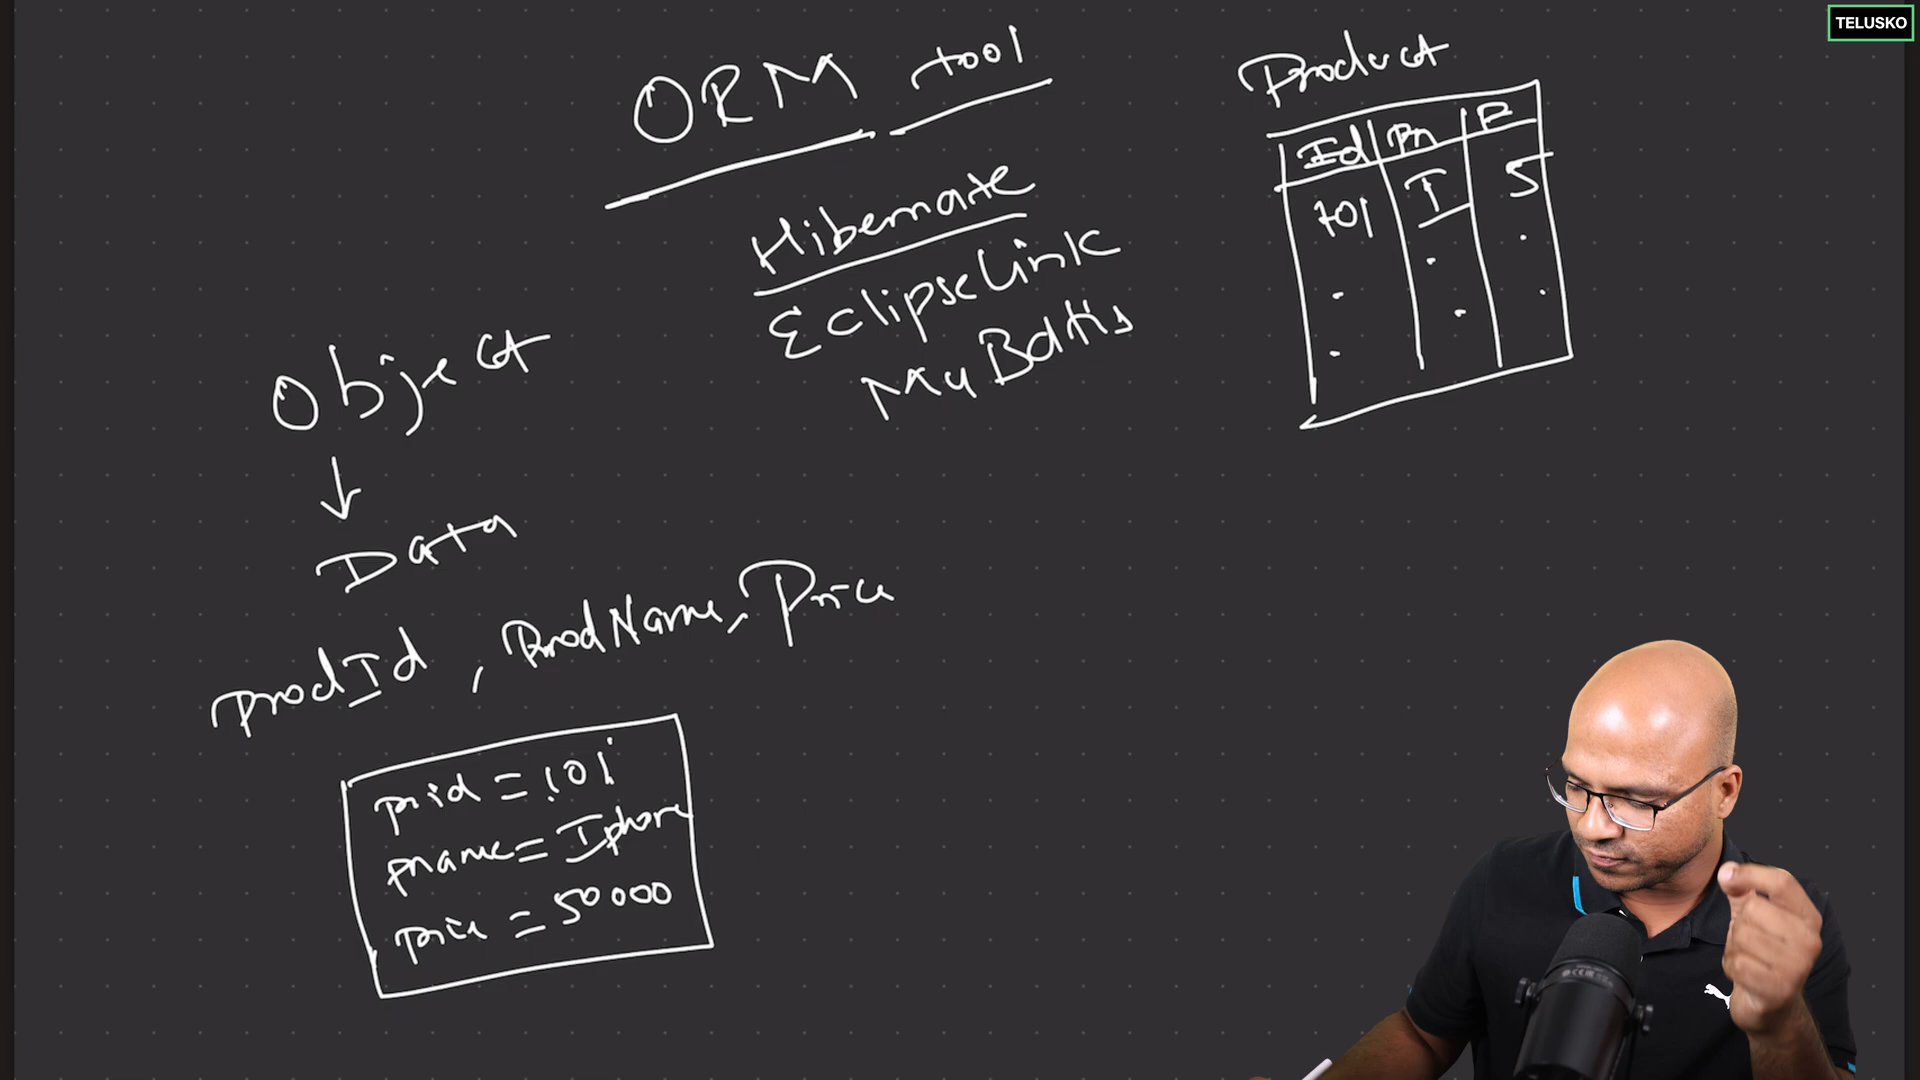 TELUSKO
ORM tool
Hibernate
EclipseLink
MyBatis
Product
Id Pn P
101 I 5
Object
Data
ProdId, ProdName, Price
prid = 101
pname = Iphone
price = 50000